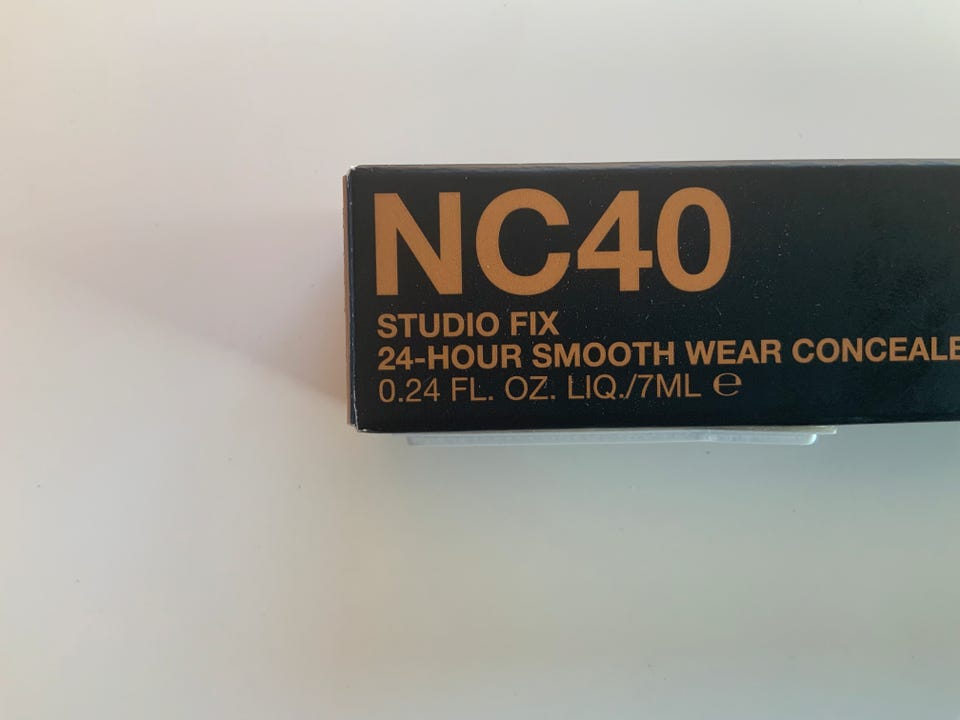 NC40
STUDIO FIX
24-HOUR SMOOTH WEAR CONCEALE
0.24 FL. OZ. LIQ./7ML ℮